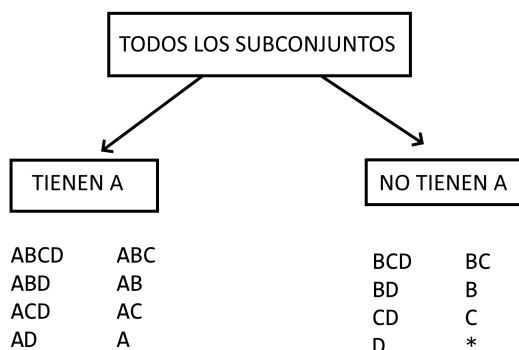 TODOS LOS SUBCONJUNTOS
TIENEN A
NO TIENEN A
ABCD ABC
ABD AB
ACD AC
AD A
BCD BC
BD B
CD C
D *